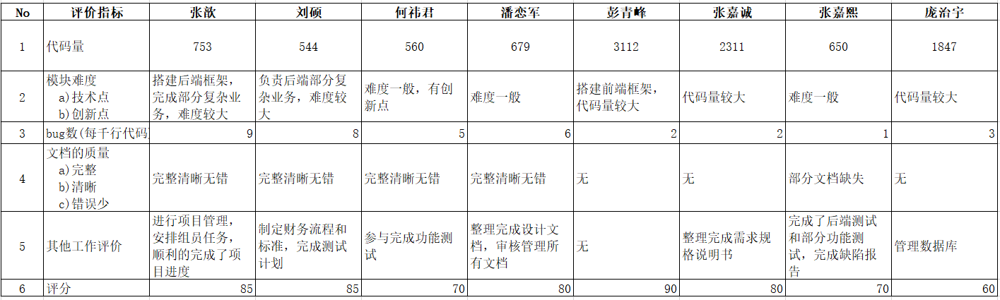 No 评价指标 张歆 刘硕 何祎君 潘恋军 彭青峰 张嘉诚 张嘉熙 庞治宇
1 代码量 753 544 560 679 3112 2311 650 1847
2
模块难度
a)技术点
b)创新点
搭建后端框架，
完成部分复杂业
务，难度较大
负责后端部分复
杂业务，难度较
大
难度一般，有创
新点
难度一般
搭建前端框架，
代码量较大
代码量较大
难度一般
代码量较大
3 bug数(每千行代码) 9 8 5 6 2 2 1 3
4
文档的质量
a)完整
b)清晰
c)错误少
完整清晰无错
完整清晰无错
完整清晰无错
完整清晰无错
无
无
部分文档缺失
无
5
其他工作评价
进行项目管理，
安排组员任务，
顺利的完成了项
目进度
制定财务流程和
标准，完成测试
计划
参与完成功能测
试
整理完成设计文
档，审核管理所
有文档
无
整理完成需求规
格说明书
完成了后端测试
和部分功能测
试，完成缺陷报
告
管理数据库
6 评分 85 85 70 80 90 80 70 60